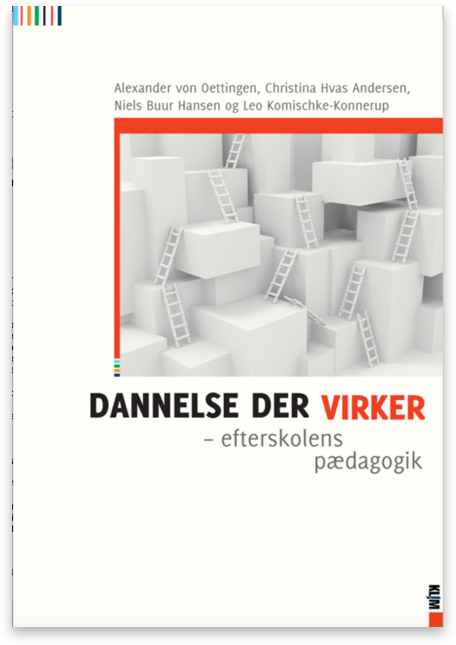 Alexander von Oettingen, Christina Hvas Andersen,
Niels Buur Hansen og Leo Komischke-Konnerup
DANNELSE DER VIRKER
– efterskolens
pædagogik
KLIM